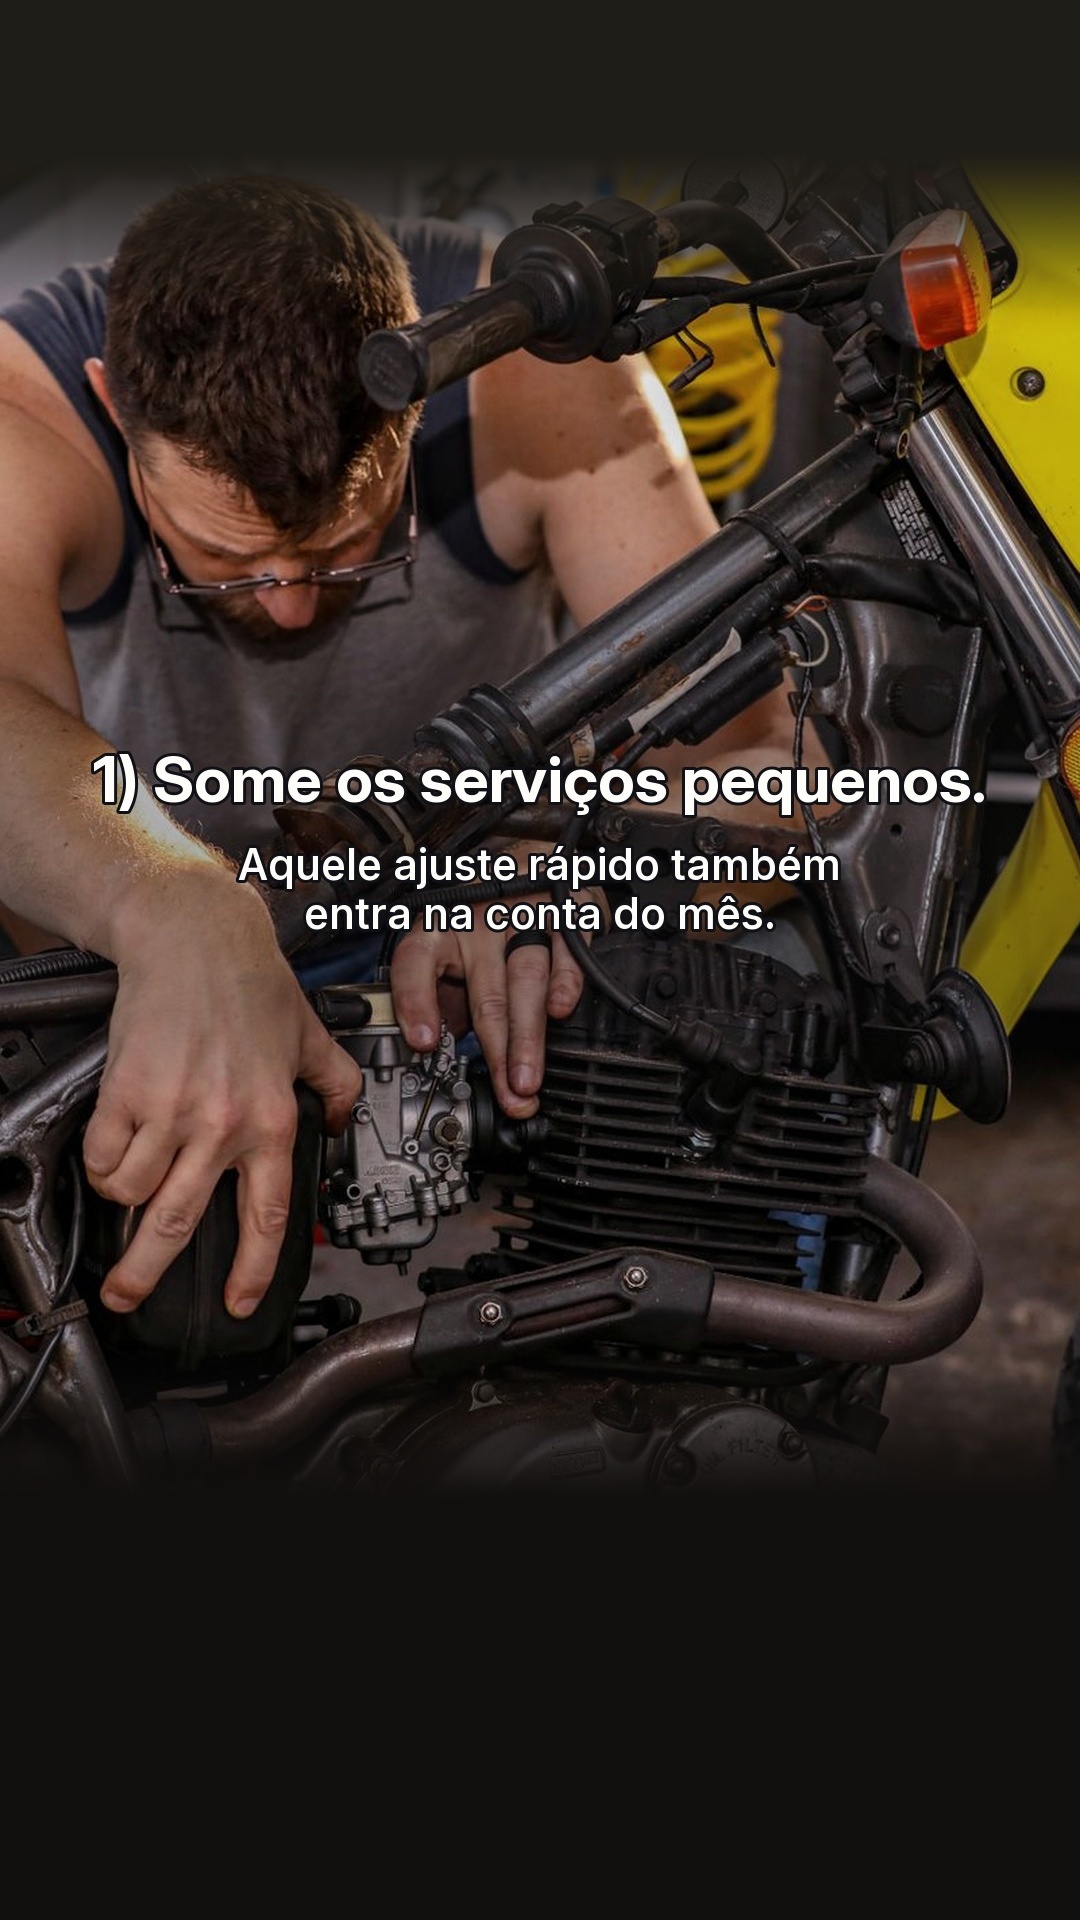 1) Some os serviços pequenos.
Aquele ajuste rápido também
entra na conta do mês.